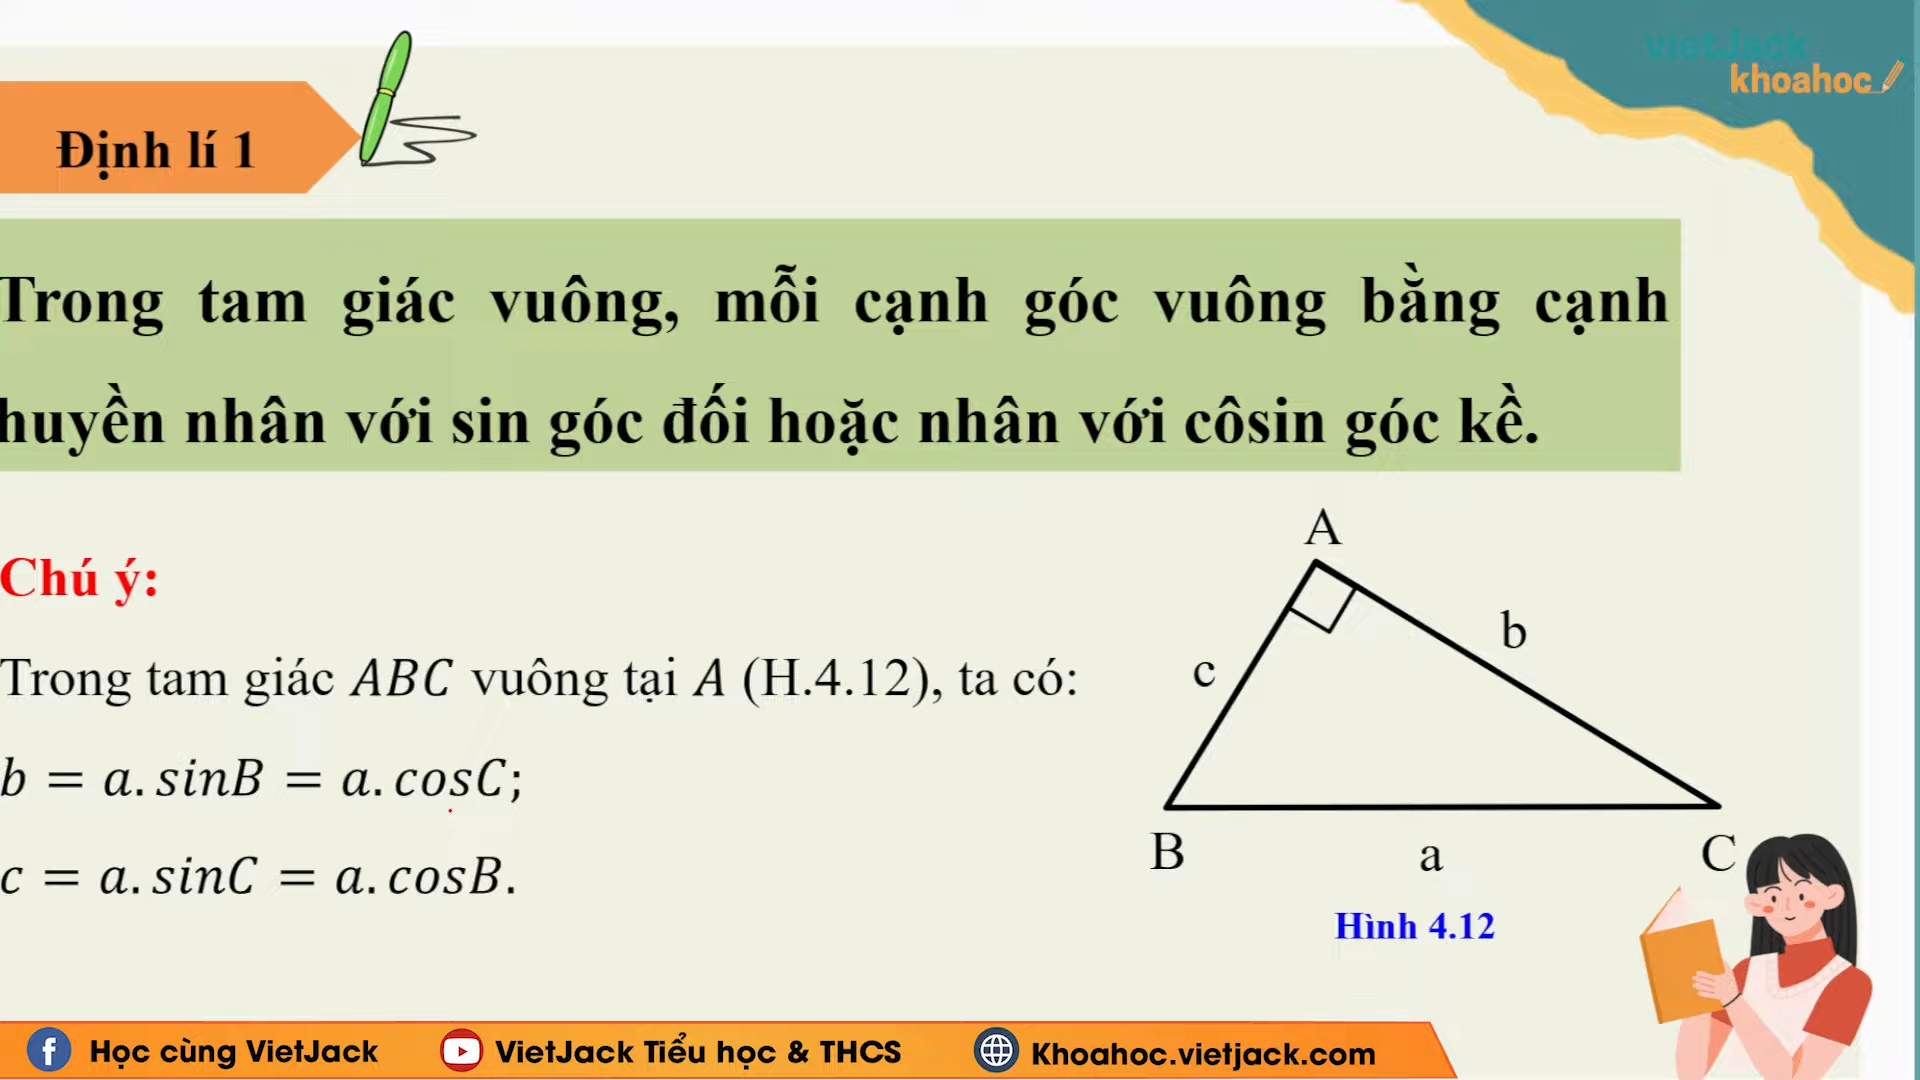 vietJack
khoahoc
Định lí 1
Trong tam giác vuông, mỗi cạnh góc vuông bằng cạnh
huyền nhân với sin góc đối hoặc nhân với côsin góc kề.
Chú ý:
Trong tam giác ABC vuông tại A (H.4.12), ta có:
b = a. sinB = a. cosC;
c = a. sinC = a. cosB.
A
b
c
B
a
C
Hình 4.12
Học cùng VietJack
VietJack Tiểu học & THCS
Khoahoc.vietjack.com